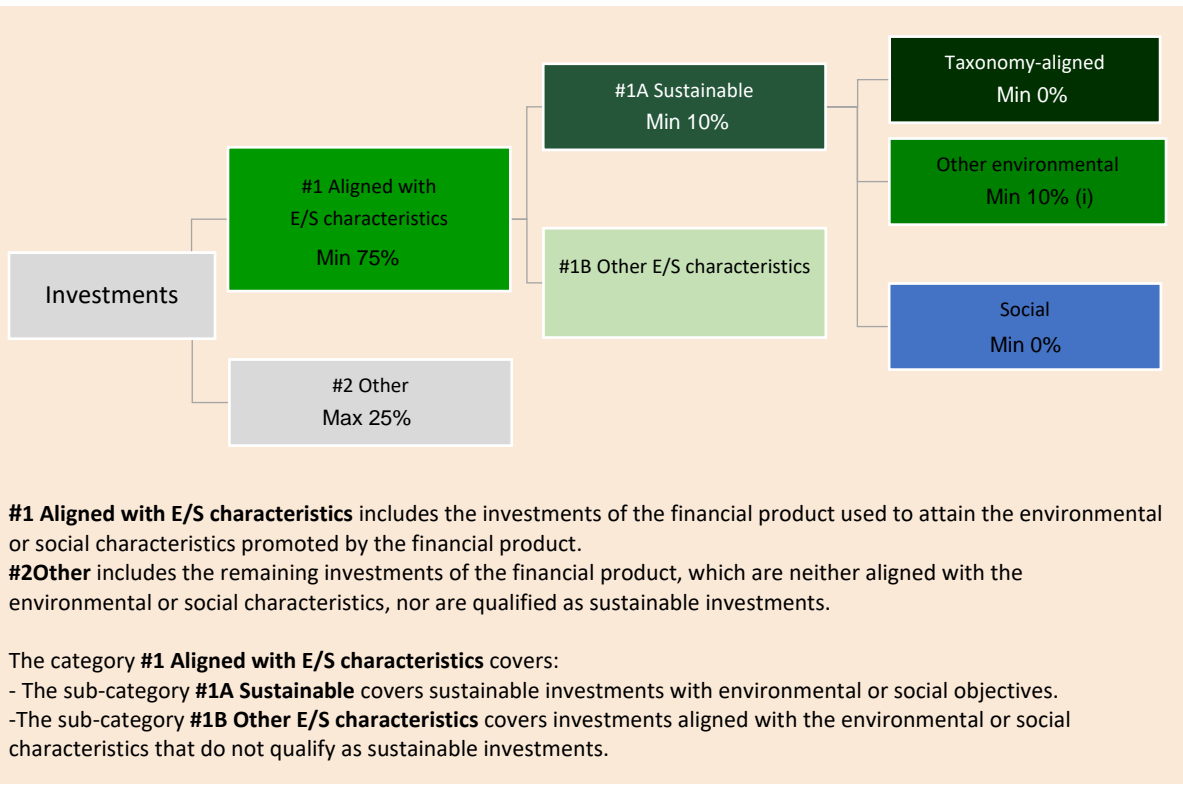 Investments
#1 Aligned with
E/S characteristics
Min 75%
#2 Other
Max 25%
#1A Sustainable
Min 10%
#1B Other E/S characteristics
Taxonomy-aligned
Min 0%
Other environmental
Min 10% (i)
Social
Min 0%
#1 Aligned with E/S characteristics includes the investments of the financial product used to attain the environmental
or social characteristics promoted by the financial product.
#2Other includes the remaining investments of the financial product, which are neither aligned with the
environmental or social characteristics, nor are qualified as sustainable investments.
The category #1 Aligned with E/S characteristics covers:
- The sub-category #1A Sustainable covers sustainable investments with environmental or social objectives.
-The sub-category #1B Other E/S characteristics covers investments aligned with the environmental or social
characteristics that do not qualify as sustainable investments.